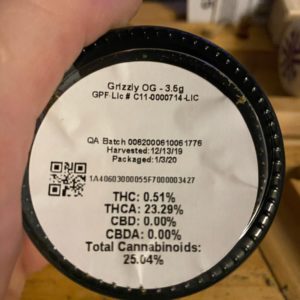 Grizzly OG - 3.5g
GPF Lic # C11-0000714-LIC
QA Batch 0062000610061776
Harvested: 12/13/19
Packaged: 1/3/20
1A40603000055F7000003427
THC: 0.51%
THCA: 23.29%
CBD: 0.00%
CBDA: 0.00%
Total Cannabinoids:
25.04%